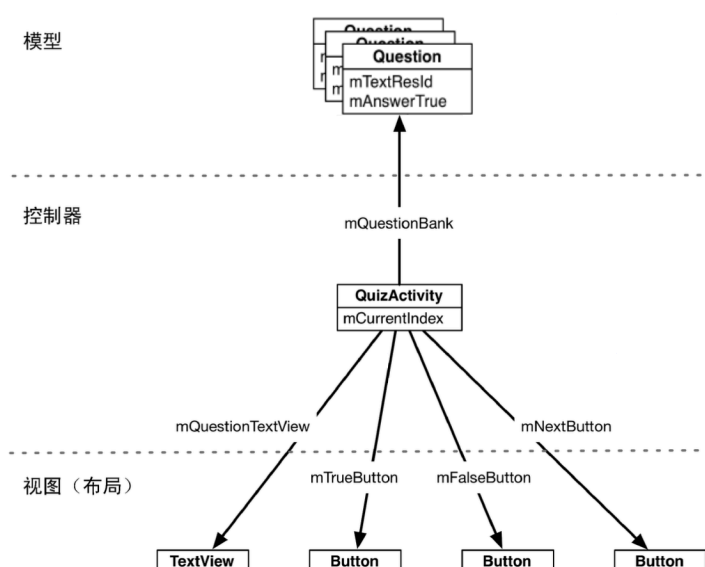 模型
Question
Question
Question
mTextResId
mAnswerTrue
控制器
mQuestionBank
QuizActivity
mCurrentIndex
mQuestionTextView
mNextButton
视图（布局）
mTrueButton
mFalseButton
TextView
Button
Button
Button